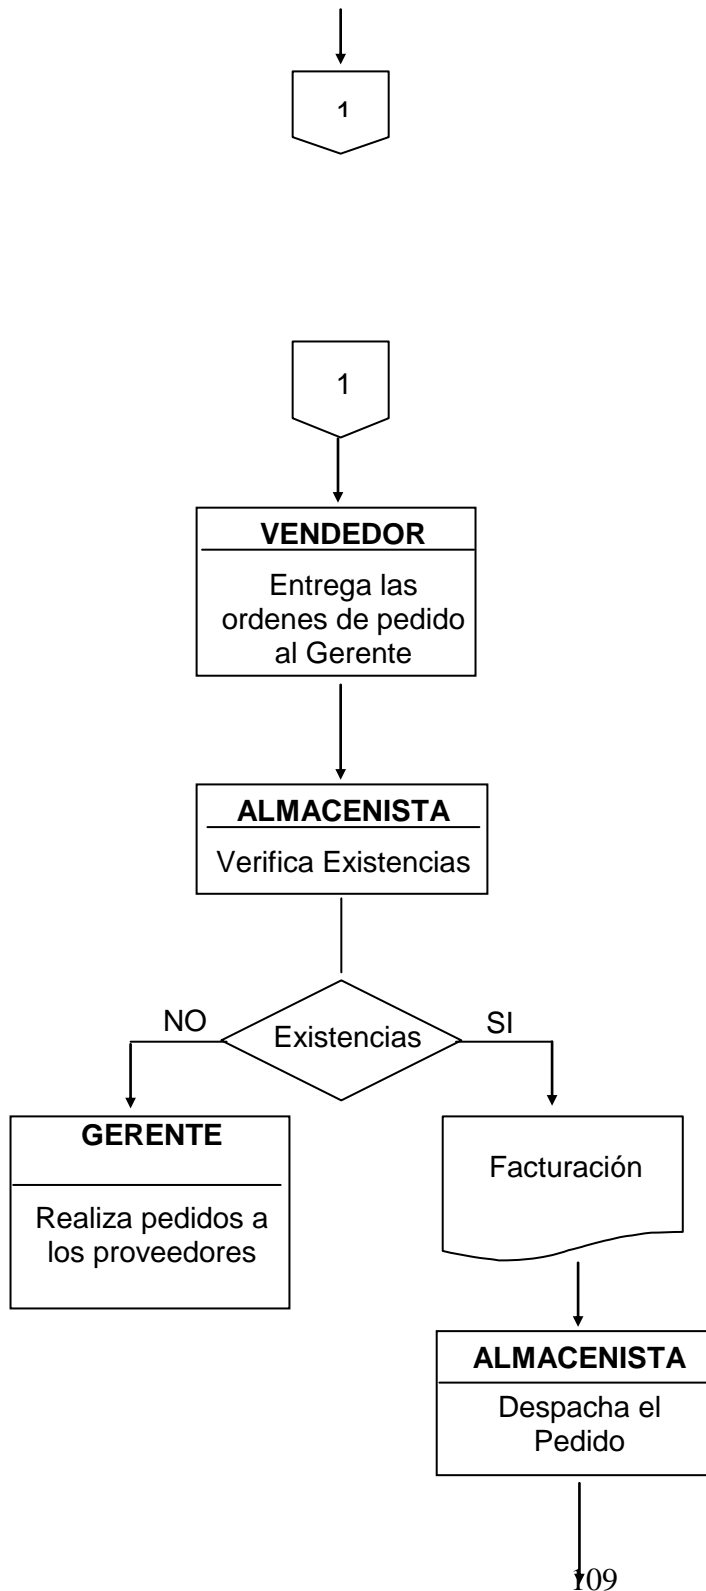 1
1
VENDEDOR
Entrega las
ordenes de pedido
al Gerente
ALMACENISTA
Verifica Existencias
NO
Existencias
SI
GERENTE
Realiza pedidos a
los proveedores
Facturación
ALMACENISTA
Despacha el
Pedido
109